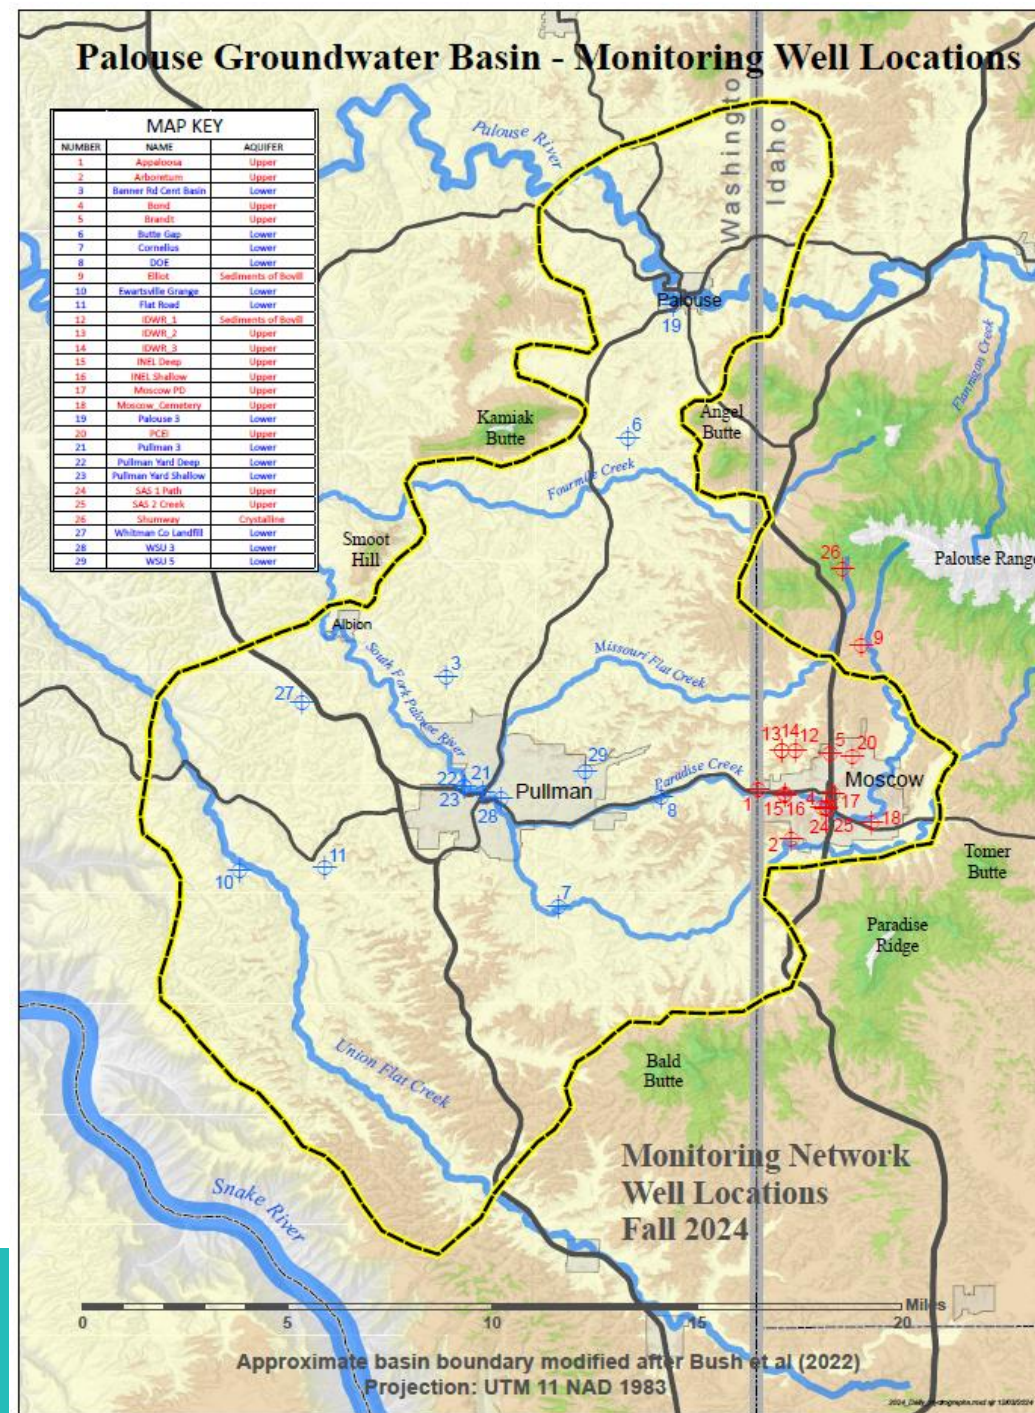 Palouse Groundwater Basin - Monitoring Well Locations
MAP KEY
NUMBER NAME AQUIFER
1 Appaloosa Upper
2 Arboretum Upper
3 Banner Rd Cent Basin Lower
4 Bond Upper
5 Brandt Upper
6 Butte Gap Lower
7 Cornelius Lower
8 DOE Lower
9 Elliot Sediments of Bovill
10 Ewartsville Grange Lower
11 Flat Road Lower
12 IDWR_1 Sediments of Bovill
13 IDWR_2 Upper
14 IDWR_3 Upper
15 INEL Deep Upper
16 INEL Shallow Upper
17 Moscow PD Upper
18 Moscow_Cemetery Upper
19 Palouse 3 Lower
20 PCEI Upper
21 Pullman 3 Lower
22 Pullman Yard Deep Lower
23 Pullman Yard Shallow Lower
24 SAS 1 Path Upper
25 SAS 2 Creek Upper
26 Shumway Crystalline
27 Whitman Co Landfill Lower
28 WSU 3 Lower
29 WSU 5 Lower
Palouse River
Washingto
Idaho
Palouse
19
Flannigan Creek
Kamiak
Butte
Angel
Butte
6
Fourmile Creek
Smoot
Hill
Palouse Range
26
Albion
9
South Fork Palouse River
Missouri Flat Creek
3
27
13 14 12
5
20
29
Moscow
22 21
Paradise Creek
Pullman
23
28
8
1
15 16
4
17
18
24 25
2
11
10
Tomer
Butte
7
Paradise
Ridge
Union Flat Creek
Bald
Butte
Snake River
Monitoring Network
Well Locations
Fall 2024
Miles
0 5 10 15 20
Approximate basin boundary modified after Bush et al (2022)
Projection: UTM 11 NAD 1983